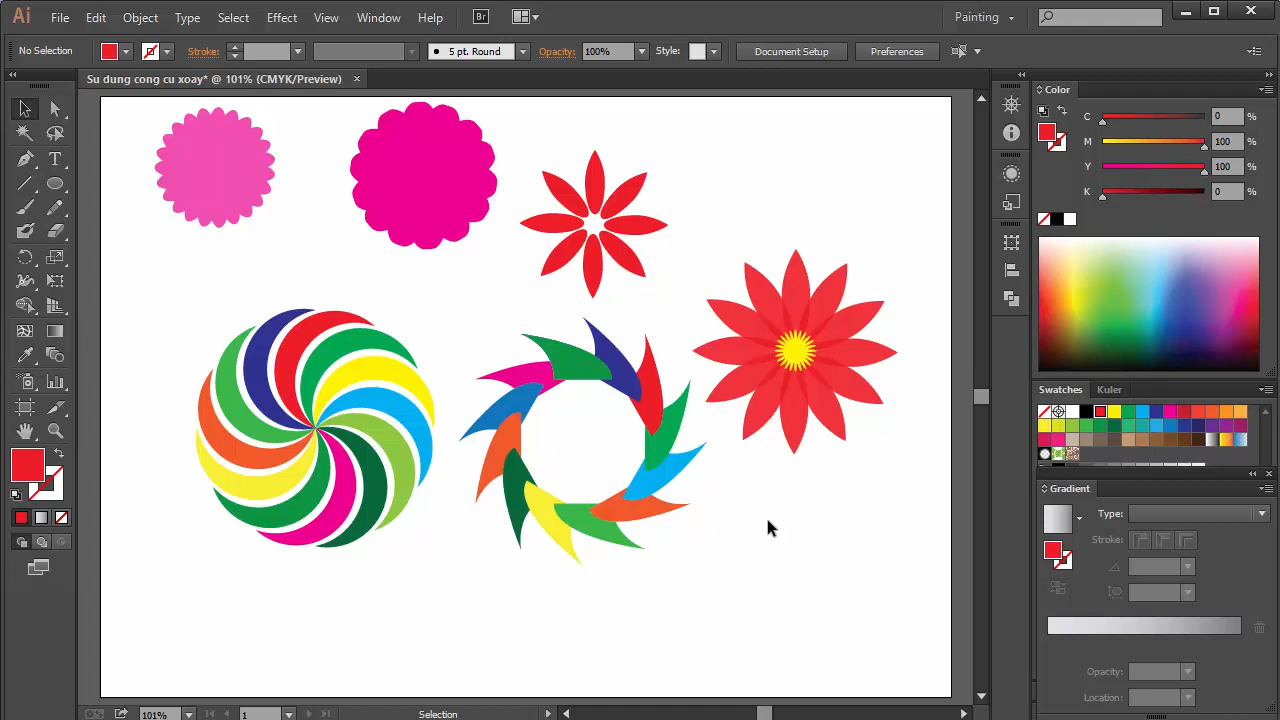 Ai File Edit Object Type Select Effect View Window Help Br Painting
No Selection Stroke: 5 pt. Round Opacity: 100% Style: Document Setup Preferences
Su dung cong cu xoay* @ 101% (CMYK/Preview)
Color
C 0 %
M 100 %
Y 100 %
K 0 %
Swatches Kuler
Gradient
Type:
Stroke:
Opacity:
Location:
101% 1 Selection